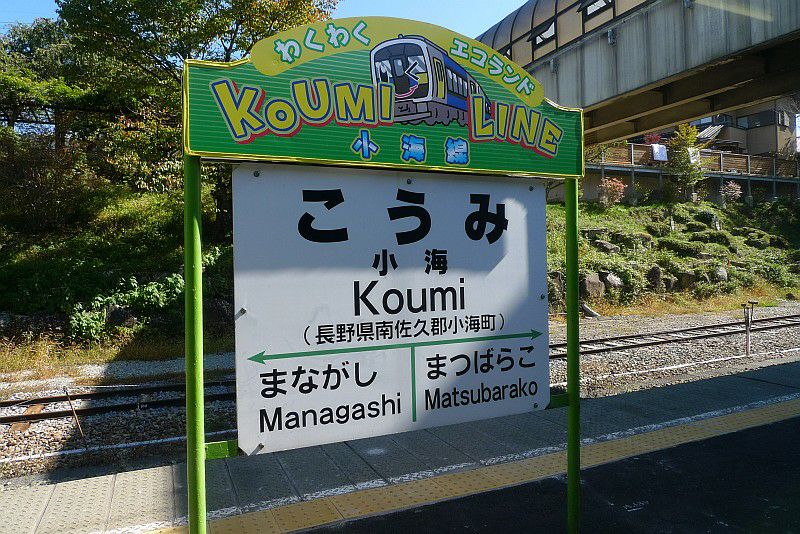 わくわく エコランド
KOUMI LINE
小海線
こうみ
小海
Koumi
(長野県南佐久郡小海町)
まながし まつばらこ
Managashi Matsubarako